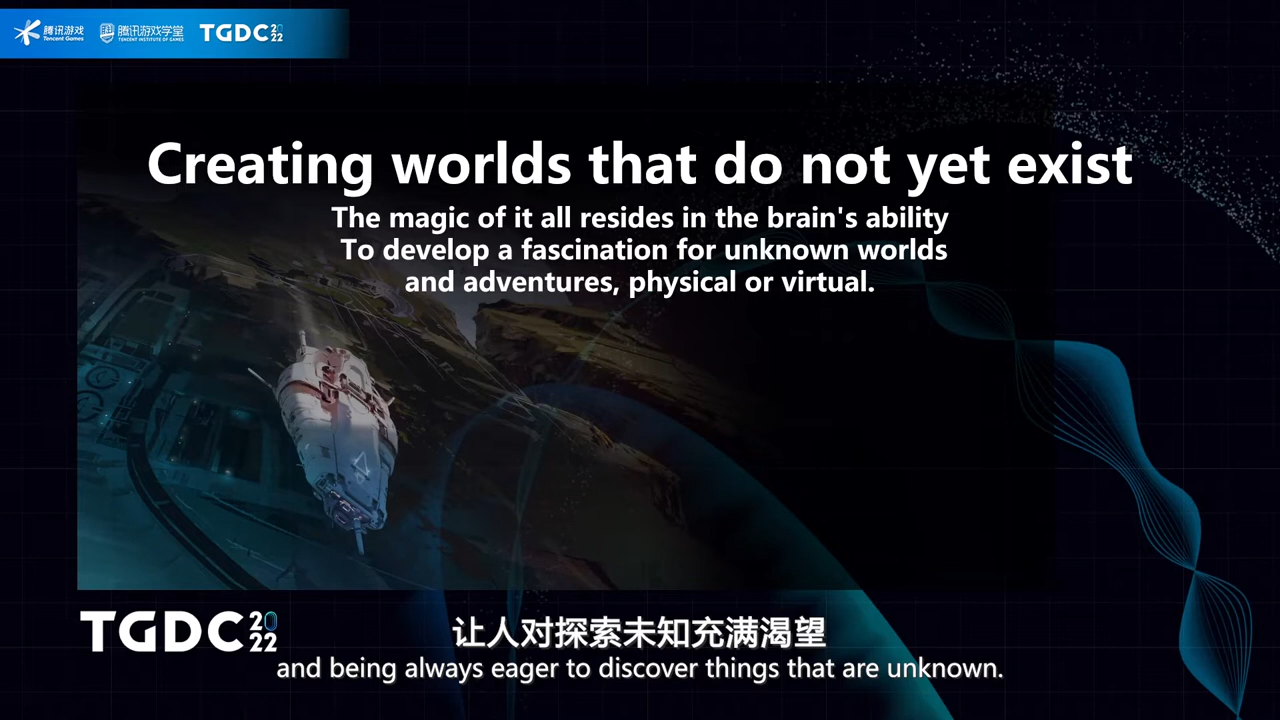 腾讯游戏
Tencent Games
腾讯游戏学堂
TENCENT INSTITUTE OF GAMES
TGDC 2022
Creating worlds that do not yet exist
The magic of it all resides in the brain's ability
To develop a fascination for unknown worlds
and adventures, physical or virtual.
TGDC 2022
让人对探索未知充满渴望
and being always eager to discover things that are unknown.